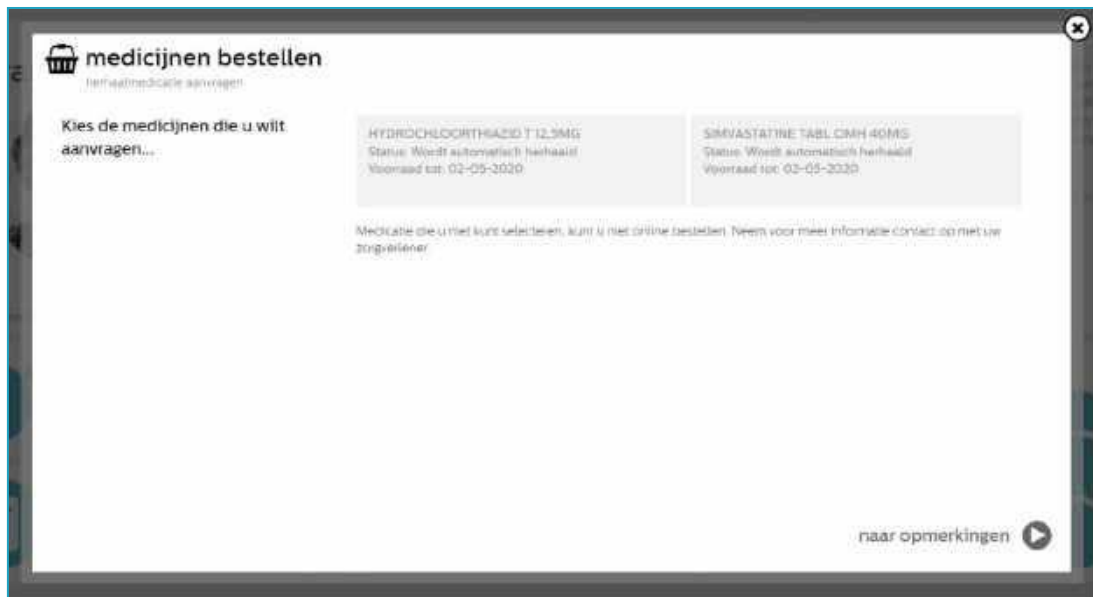 medicijnen bestellen
herhaalmedicatie aanvragen
Kies de medicijnen die u wilt
aanvragen...
HYDROCHLOORTHIAZID T 12,5MG
Status: Wordt automatisch herhaald
Voorraad tot: 02-05-2020
SIMVASTATINE TABL OMH 40MG
Status: Wordt automatisch herhaald
Voorraad tot: 02-05-2020
Medicatie die u niet kunt selecteren, kunt u niet online bestellen. Neem voor meer informatie contact op met uw
zorgverlener
naar opmerkingen